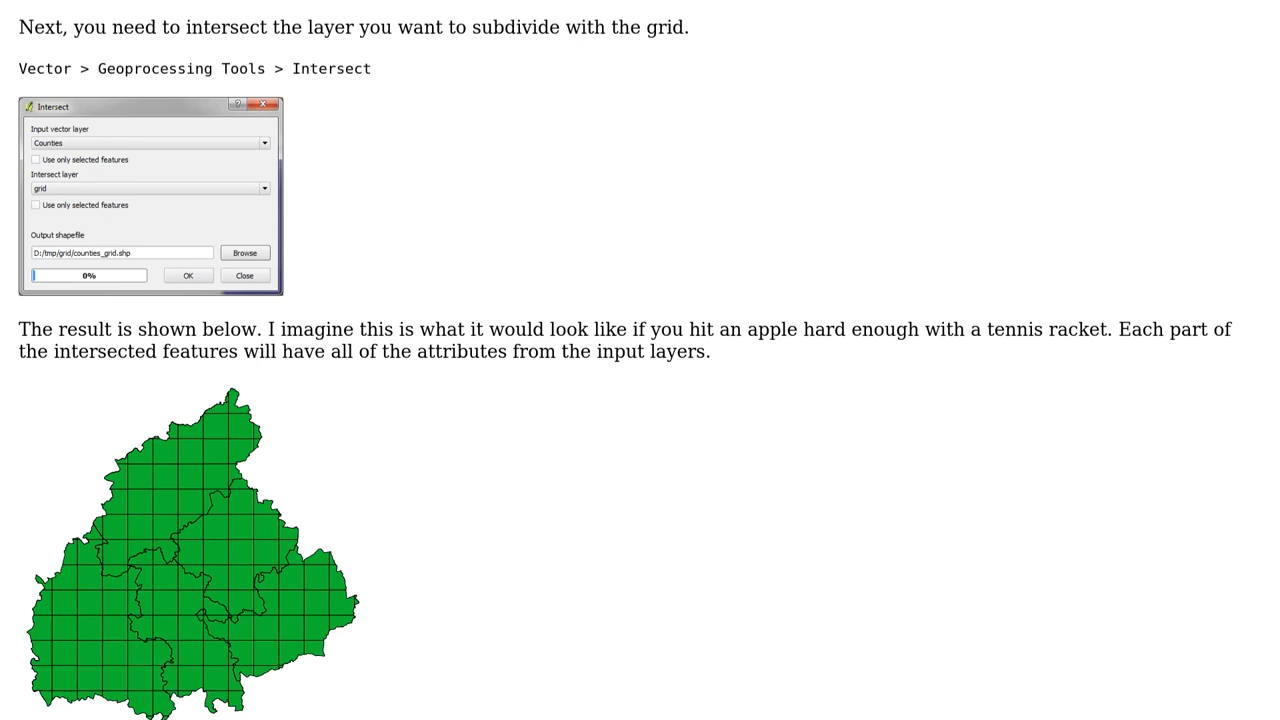 Next, you need to intersect the layer you want to subdivide with the grid.
Vector > Geoprocessing Tools > Intersect
Intersect
?
x
Input vector layer
Counties
Use only selected features
Intersect layer
grid
Use only selected features
Output shapefile
D:/tmp/grid/counties_grid.shp
Browse
0%
OK
Close
The result is shown below. I imagine this is what it would look like if you hit an apple hard enough with a tennis racket. Each part of
the intersected features will have all of the attributes from the input layers.